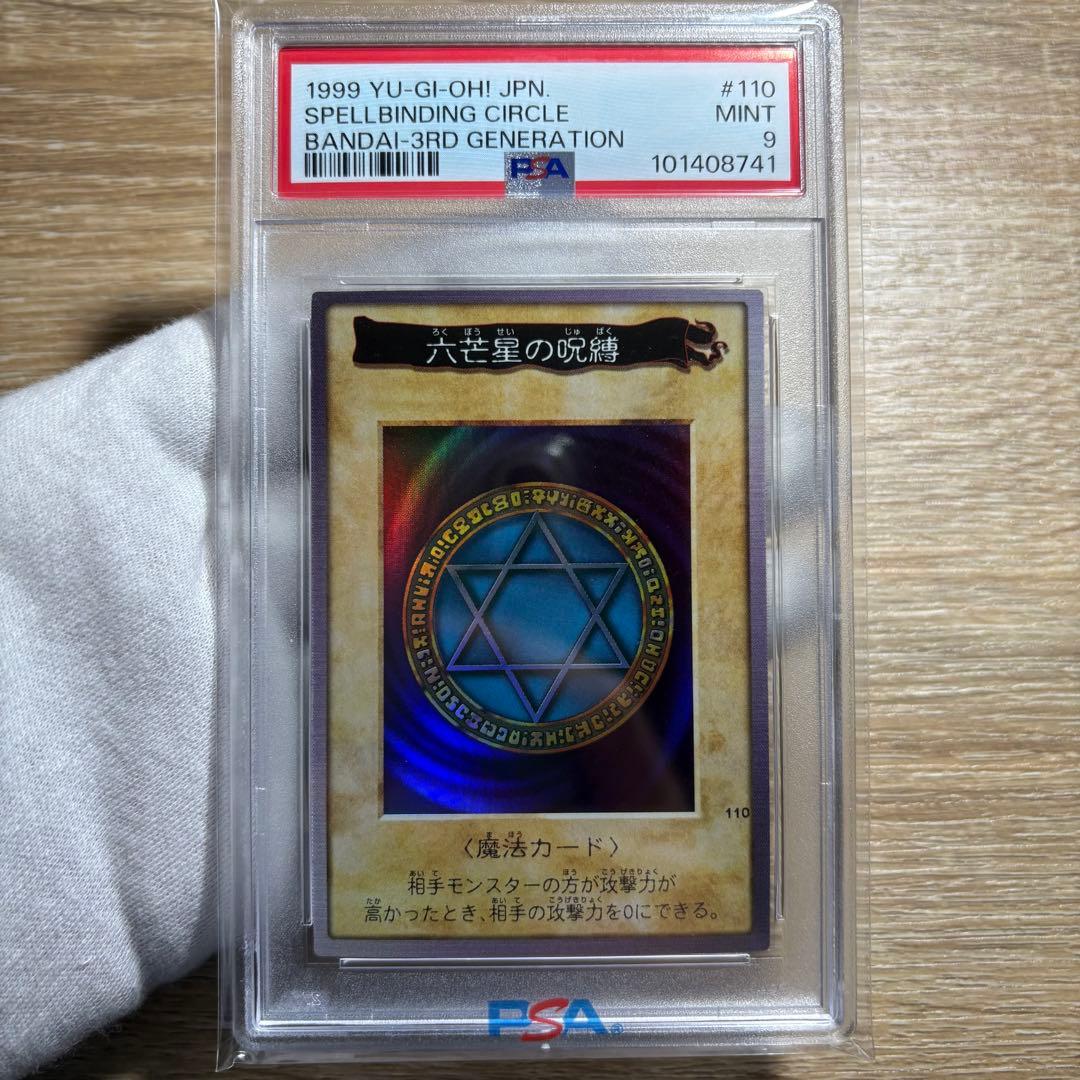 1999 YU-GI-OH! JPN. #110
SPELLBINDING CIRCLE MINT
BANDAI-3RD GENERATION 9
PSA 101408741
ろくぼうせい じゅばく
六芒星の呪縛
110
まほう
〈魔法カード〉
あいて ほう こうげきりょく
相手モンスターの方が攻撃力が
たか あいて こうげきりょく
高かったとき、相手の攻撃力を0にできる。
PSA®